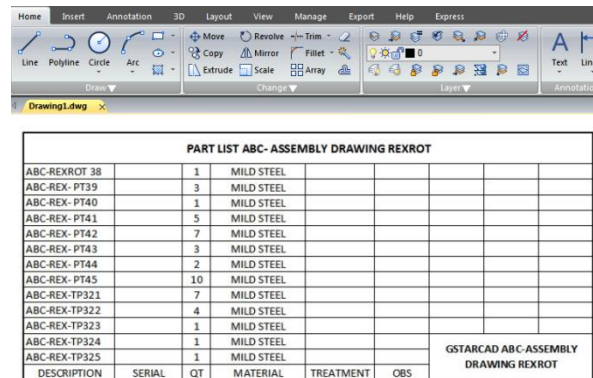 Home Insert Annotation 3D Layout View Manage Export Help Express
Move Revolve Trim
Copy Mirror Fillet
Extrude Scale Array
Line Polyline Circle Arc
0
Text Lin
Draw Change Layer Annotatio
Drawing1.dwg
PART LIST ABC- ASSEMBLY DRAWING REXROT
ABC-REXROT 38 1 MILD STEEL
ABC-REX- PT39 3 MILD STEEL
ABC-REX- PT40 1 MILD STEEL
ABC-REX- PT41 5 MILD STEEL
ABC-REX- PT42 7 MILD STEEL
ABC-REX- PT43 3 MILD STEEL
ABC-REX- PT44 2 MILD STEEL
ABC-REX- PT45 10 MILD STEEL
ABC-REX-TP321 7 MILD STEEL
ABC-REX-TP322 4 MILD STEEL
ABC-REX-TP323 1 MILD STEEL
ABC-REX-TP324 1 MILD STEEL
ABC-REX-TP325 1 MILD STEEL
DESCRIPTION SERIAL QT MATERIAL TREATMENT OBS
GSTARCAD ABC-ASSEMBLY
DRAWING REXROT